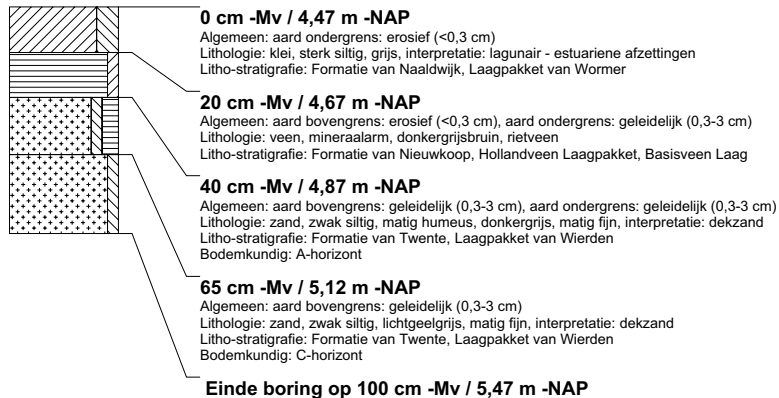 0 cm -Mv / 4,47 m -NAP
Algemeen: aard ondergrens: erosief (<0,3 cm)
Lithologie: klei, sterk siltig, grijs, interpretatie: lagunair - estuariene afzettingen
Litho-stratigrafie: Formatie van Naaldwijk, Laagpakket van Wormer
20 cm -Mv / 4,67 m -NAP
Algemeen: aard bovengrens: erosief (<0,3 cm), aard ondergrens: geleidelijk (0,3-3 cm)
Lithologie: veen, mineraalarm, donkergrijsbruin, rietveen
Litho-stratigrafie: Formatie van Nieuwkoop, Hollandveen Laagpakket, Basisveen Laag
40 cm -Mv / 4,87 m -NAP
Algemeen: aard bovengrens: geleidelijk (0,3-3 cm), aard ondergrens: geleidelijk (0,3-3 cm)
Lithologie: zand, zwak siltig, matig humeus, donkergrijs, matig fijn, interpretatie: dekzand
Litho-stratigrafie: Formatie van Twente, Laagpakket van Wierden
Bodemkundig: A-horizont
65 cm -Mv / 5,12 m -NAP
Algemeen: aard bovengrens: geleidelijk (0,3-3 cm)
Lithologie: zand, zwak siltig, lichtgeelgrijs, matig fijn, interpretatie: dekzand
Litho-stratigrafie: Formatie van Twente, Laagpakket van Wierden
Bodemkundig: C-horizont
Einde boring op 100 cm -Mv / 5,47 m -NAP